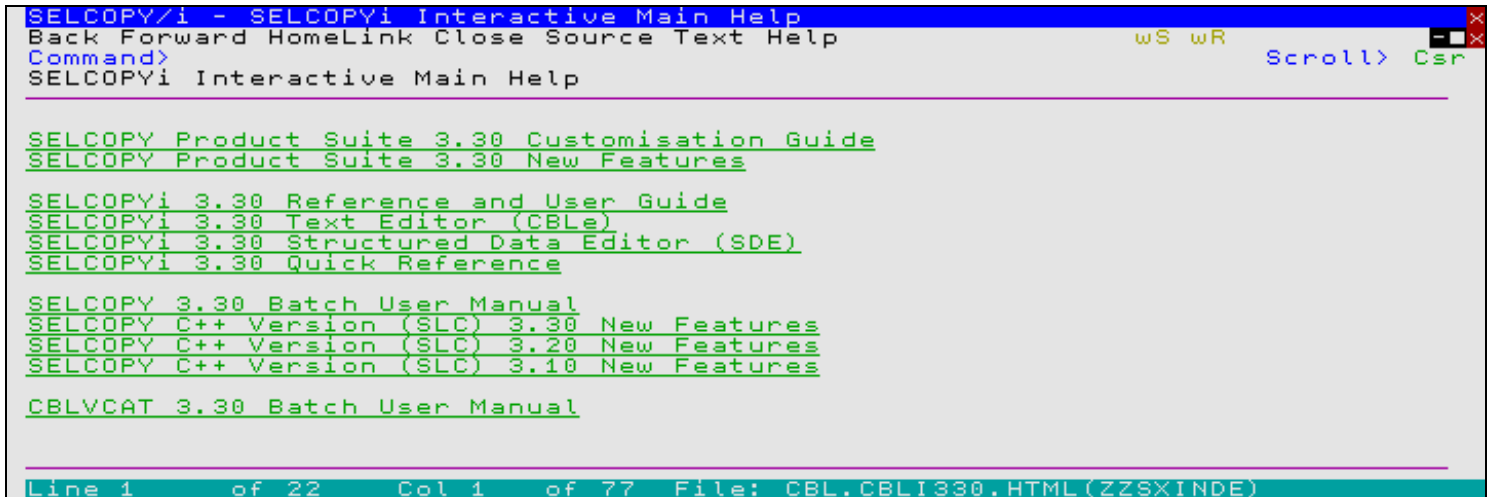 SELCOPY/i - SELCOPYi Interactive Main Help
Back Forward HomeLink Close Source Text Help wS wR
Command> Scroll> Csr
SELCOPYi Interactive Main Help
SELCOPY Product Suite 3.30 Customisation Guide
SELCOPY Product Suite 3.30 New Features
SELCOPYi 3.30 Reference and User Guide
SELCOPYi 3.30 Text Editor (CBLe)
SELCOPYi 3.30 Structured Data Editor (SDE)
SELCOPYi 3.30 Quick Reference
SELCOPY 3.30 Batch User Manual
SELCOPY C++ Version (SLC) 3.30 New Features
SELCOPY C++ Version (SLC) 3.20 New Features
SELCOPY C++ Version (SLC) 3.10 New Features
CBLVCAT 3.30 Batch User Manual
Line 1 of 22 Col 1 of 77 File: CBL.CBLI330.HTML(ZZSXINDE)